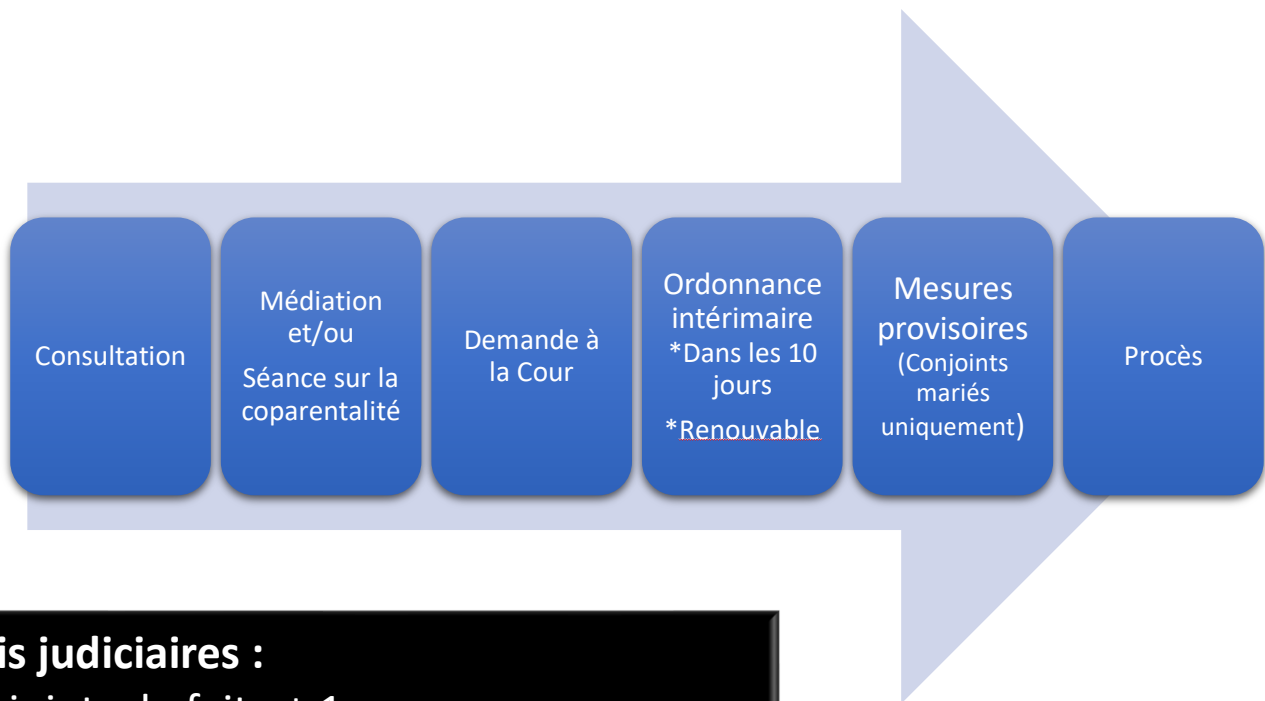 Consultation
Médiation
et/ou
Séance sur la
coparentalité
Demande à
la Cour
Ordonnance
intérimaire
*Dans les 10
jours
*Renouvable
Mesures
provisoires
(Conjoints
mariés
uniquement)
Procès
is judiciaires :